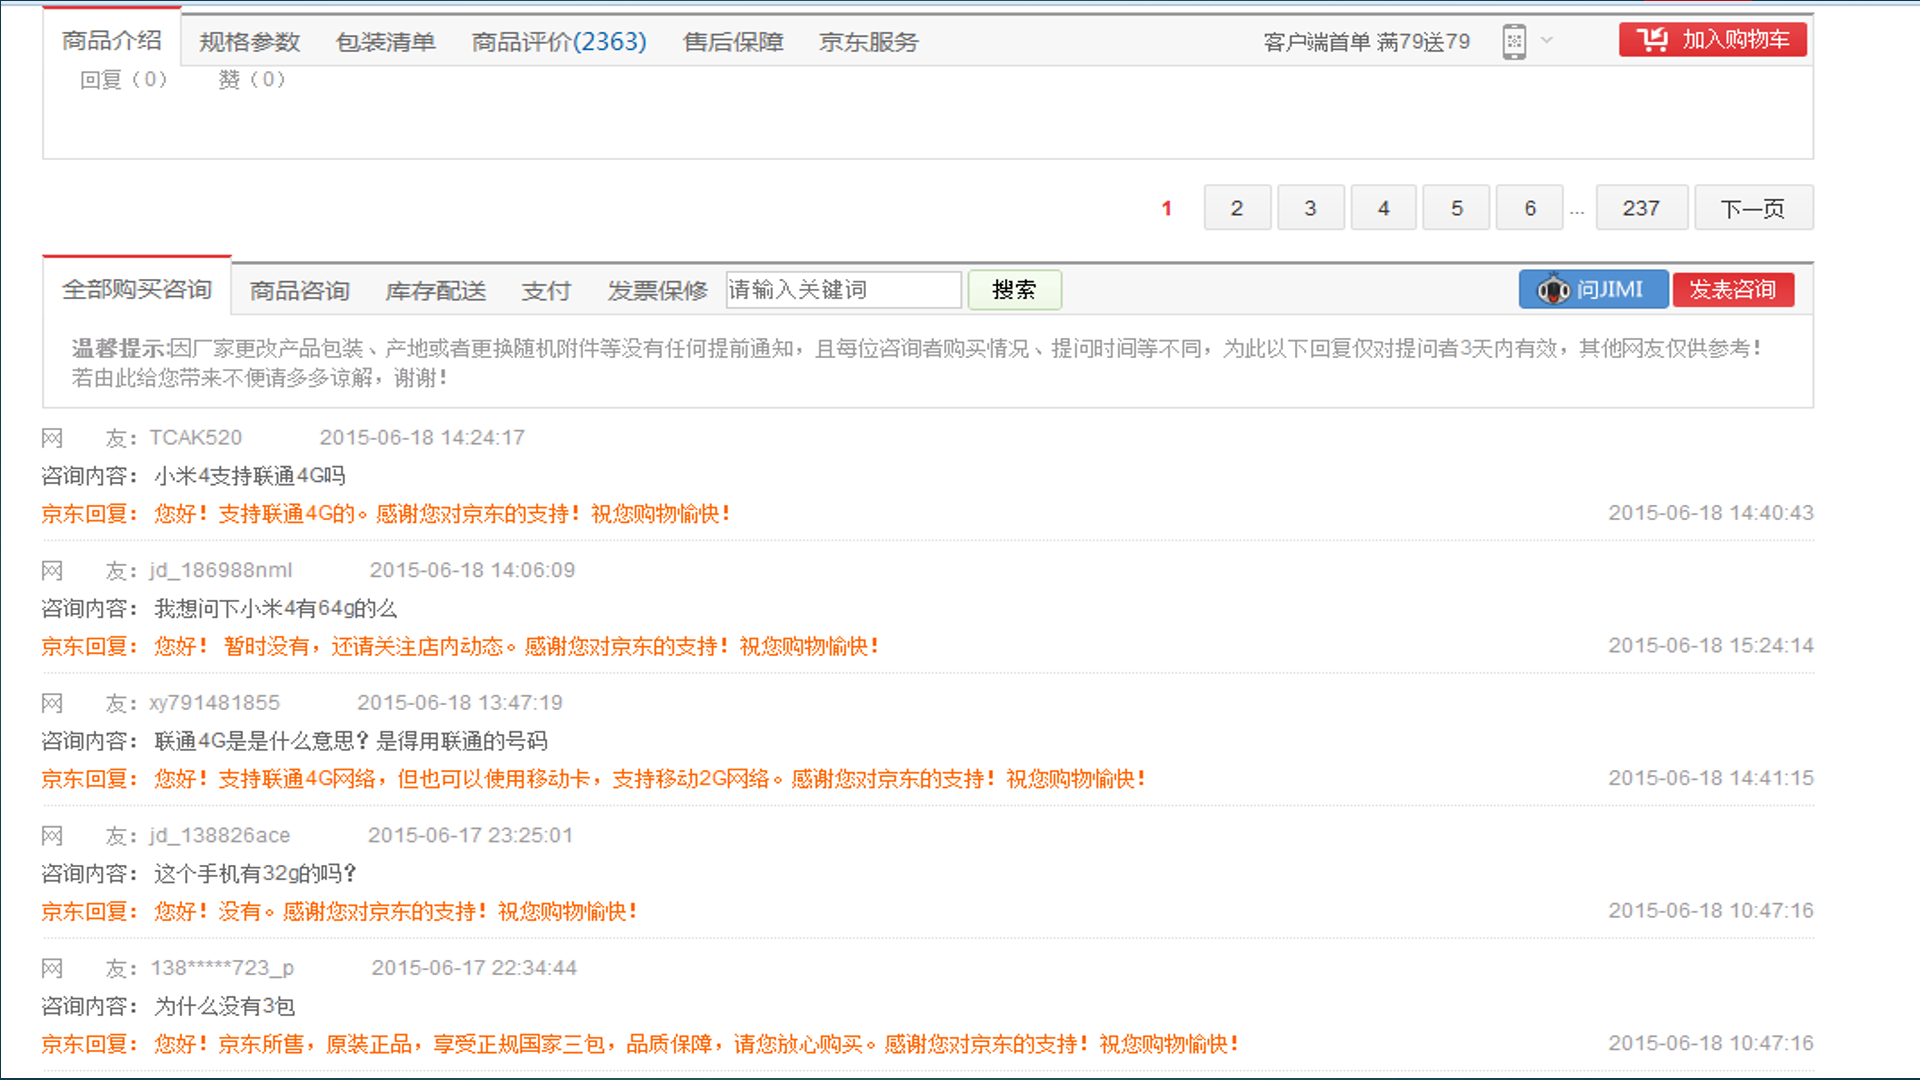 商品介绍 规格参数 包装清单 商品评价(2363) 售后保障 京东服务 客户端首单 满79送79 加入购物车
回复（0） 赞（0）
1 2 3 4 5 6 ... 237 下一页
全部购买咨询 商品咨询 库存配送 支付 发票保修 请输入关键词 搜索 问JIMI 发表咨询
温馨提示:因厂家更改产品包装、产地或者更换随机附件等没有任何提前通知，且每位咨询者购买情况、提问时间等不同，为此以下回复仅对提问者3天内有效，其他网友仅供参考！
若由此给您带来不便请多多谅解，谢谢！
网 友：TCAK520 2015-06-18 14:24:17
咨询内容： 小米4支持联通4G吗
京东回复： 您好！支持联通4G的。感谢您对京东的支持！祝您购物愉快！ 2015-06-18 14:40:43
网 友：jd_186988nml 2015-06-18 14:06:09
咨询内容： 我想问下小米4有64g的么
京东回复： 您好！ 暂时没有，还请关注店内动态。感谢您对京东的支持！祝您购物愉快！ 2015-06-18 15:24:14
网 友：xy791481855 2015-06-18 13:47:19
咨询内容： 联通4G是是什么意思？是得用联通的号码
京东回复： 您好！支持联通4G网络，但也可以使用移动卡，支持移动2G网络。感谢您对京东的支持！祝您购物愉快！ 2015-06-18 14:41:15
网 友：jd_138826ace 2015-06-17 23:25:01
咨询内容： 这个手机有32g的吗？
京东回复： 您好！没有。感谢您对京东的支持！祝您购物愉快！ 2015-06-18 10:47:16
网 友：138*****723_p 2015-06-17 22:34:44
咨询内容： 为什么没有3包
京东回复： 您好！京东所售，原装正品，享受正规国家三包，品质保障，请您放心购买。感谢您对京东的支持！祝您购物愉快！ 2015-06-18 10:47:16